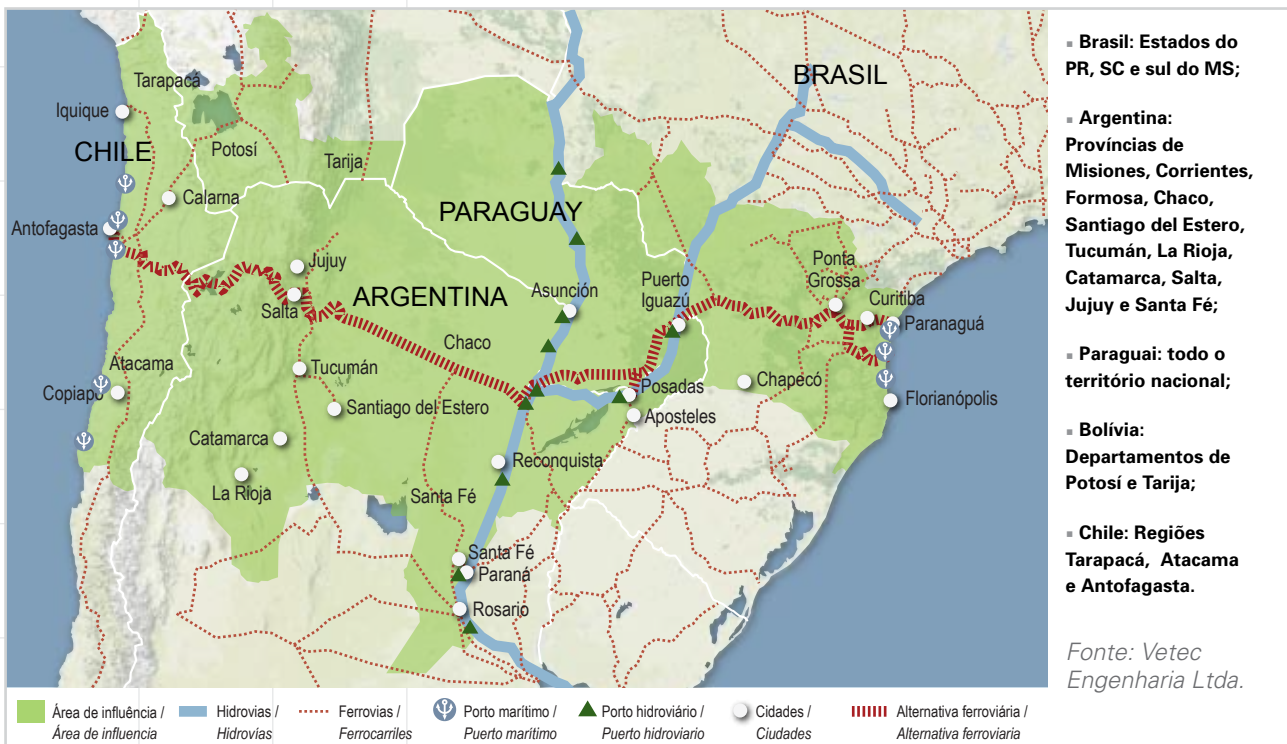 BRASIL
Tarapacá
Iquique
CHILE
Potosí
Tarija
Calarna
PARAGUAY
Antofagasta
Jujuy
Salta
ARGENTINA
Asunción
Puerto
Iguazú
Ponta
Grossa
Curitiba
Paranaguá
Chaco
Atacama
Tucumán
Copiapó
Santiago del Estero
Posadas
Aposteles
Chapecó
Florianópolis
Catamarca
La Rioja
Reconquista
Santa Fé
Santa Fé
Paraná
Rosario
▪ Brasil: Estados do
PR, SC e sul do MS;
▪ Argentina:
Províncias de
Misiones, Corrientes,
Formosa, Chaco,
Santiago del Estero,
Tucumán, La Rioja,
Catamarca, Salta,
Jujuy e Santa Fé;
▪ Paraguai: todo o
território nacional;
▪ Bolívia:
Departamentos de
Potosí e Tarija;
▪ Chile: Regiões
Tarapacá, Atacama
e Antofagasta.
Fonte: Vetec
Engenharia Ltda.
Área de influência /
Área de influencia
Hidrovias /
Hidrovias
Ferrovias /
Ferrocarriles
Porto marítimo /
Puerto marítimo
Porto hidroviário /
Puerto hidroviario
Cidades /
Ciudades
Alternativa ferroviária /
Alternativa ferroviaria